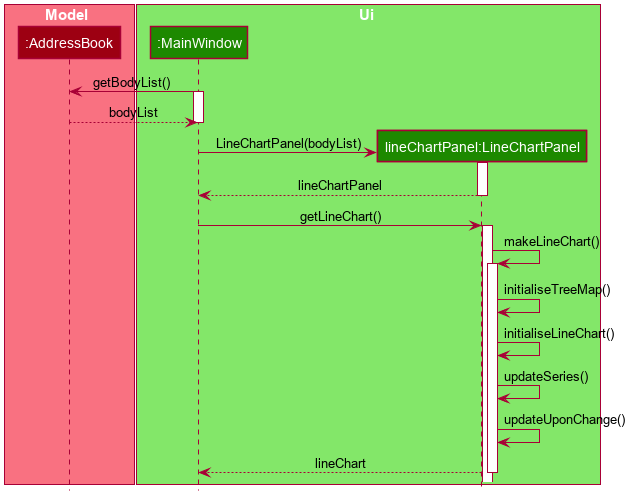 Model
Ui
:AddressBook
:MainWindow
getBodyList()
bodyList
LineChartPanel(bodyList)
lineChartPanel:LineChartPanel
lineChartPanel
getLineChart()
makeLineChart()
initialiseTreeMap()
initialiseLineChart()
updateSeries()
updateUponChange()
lineChart